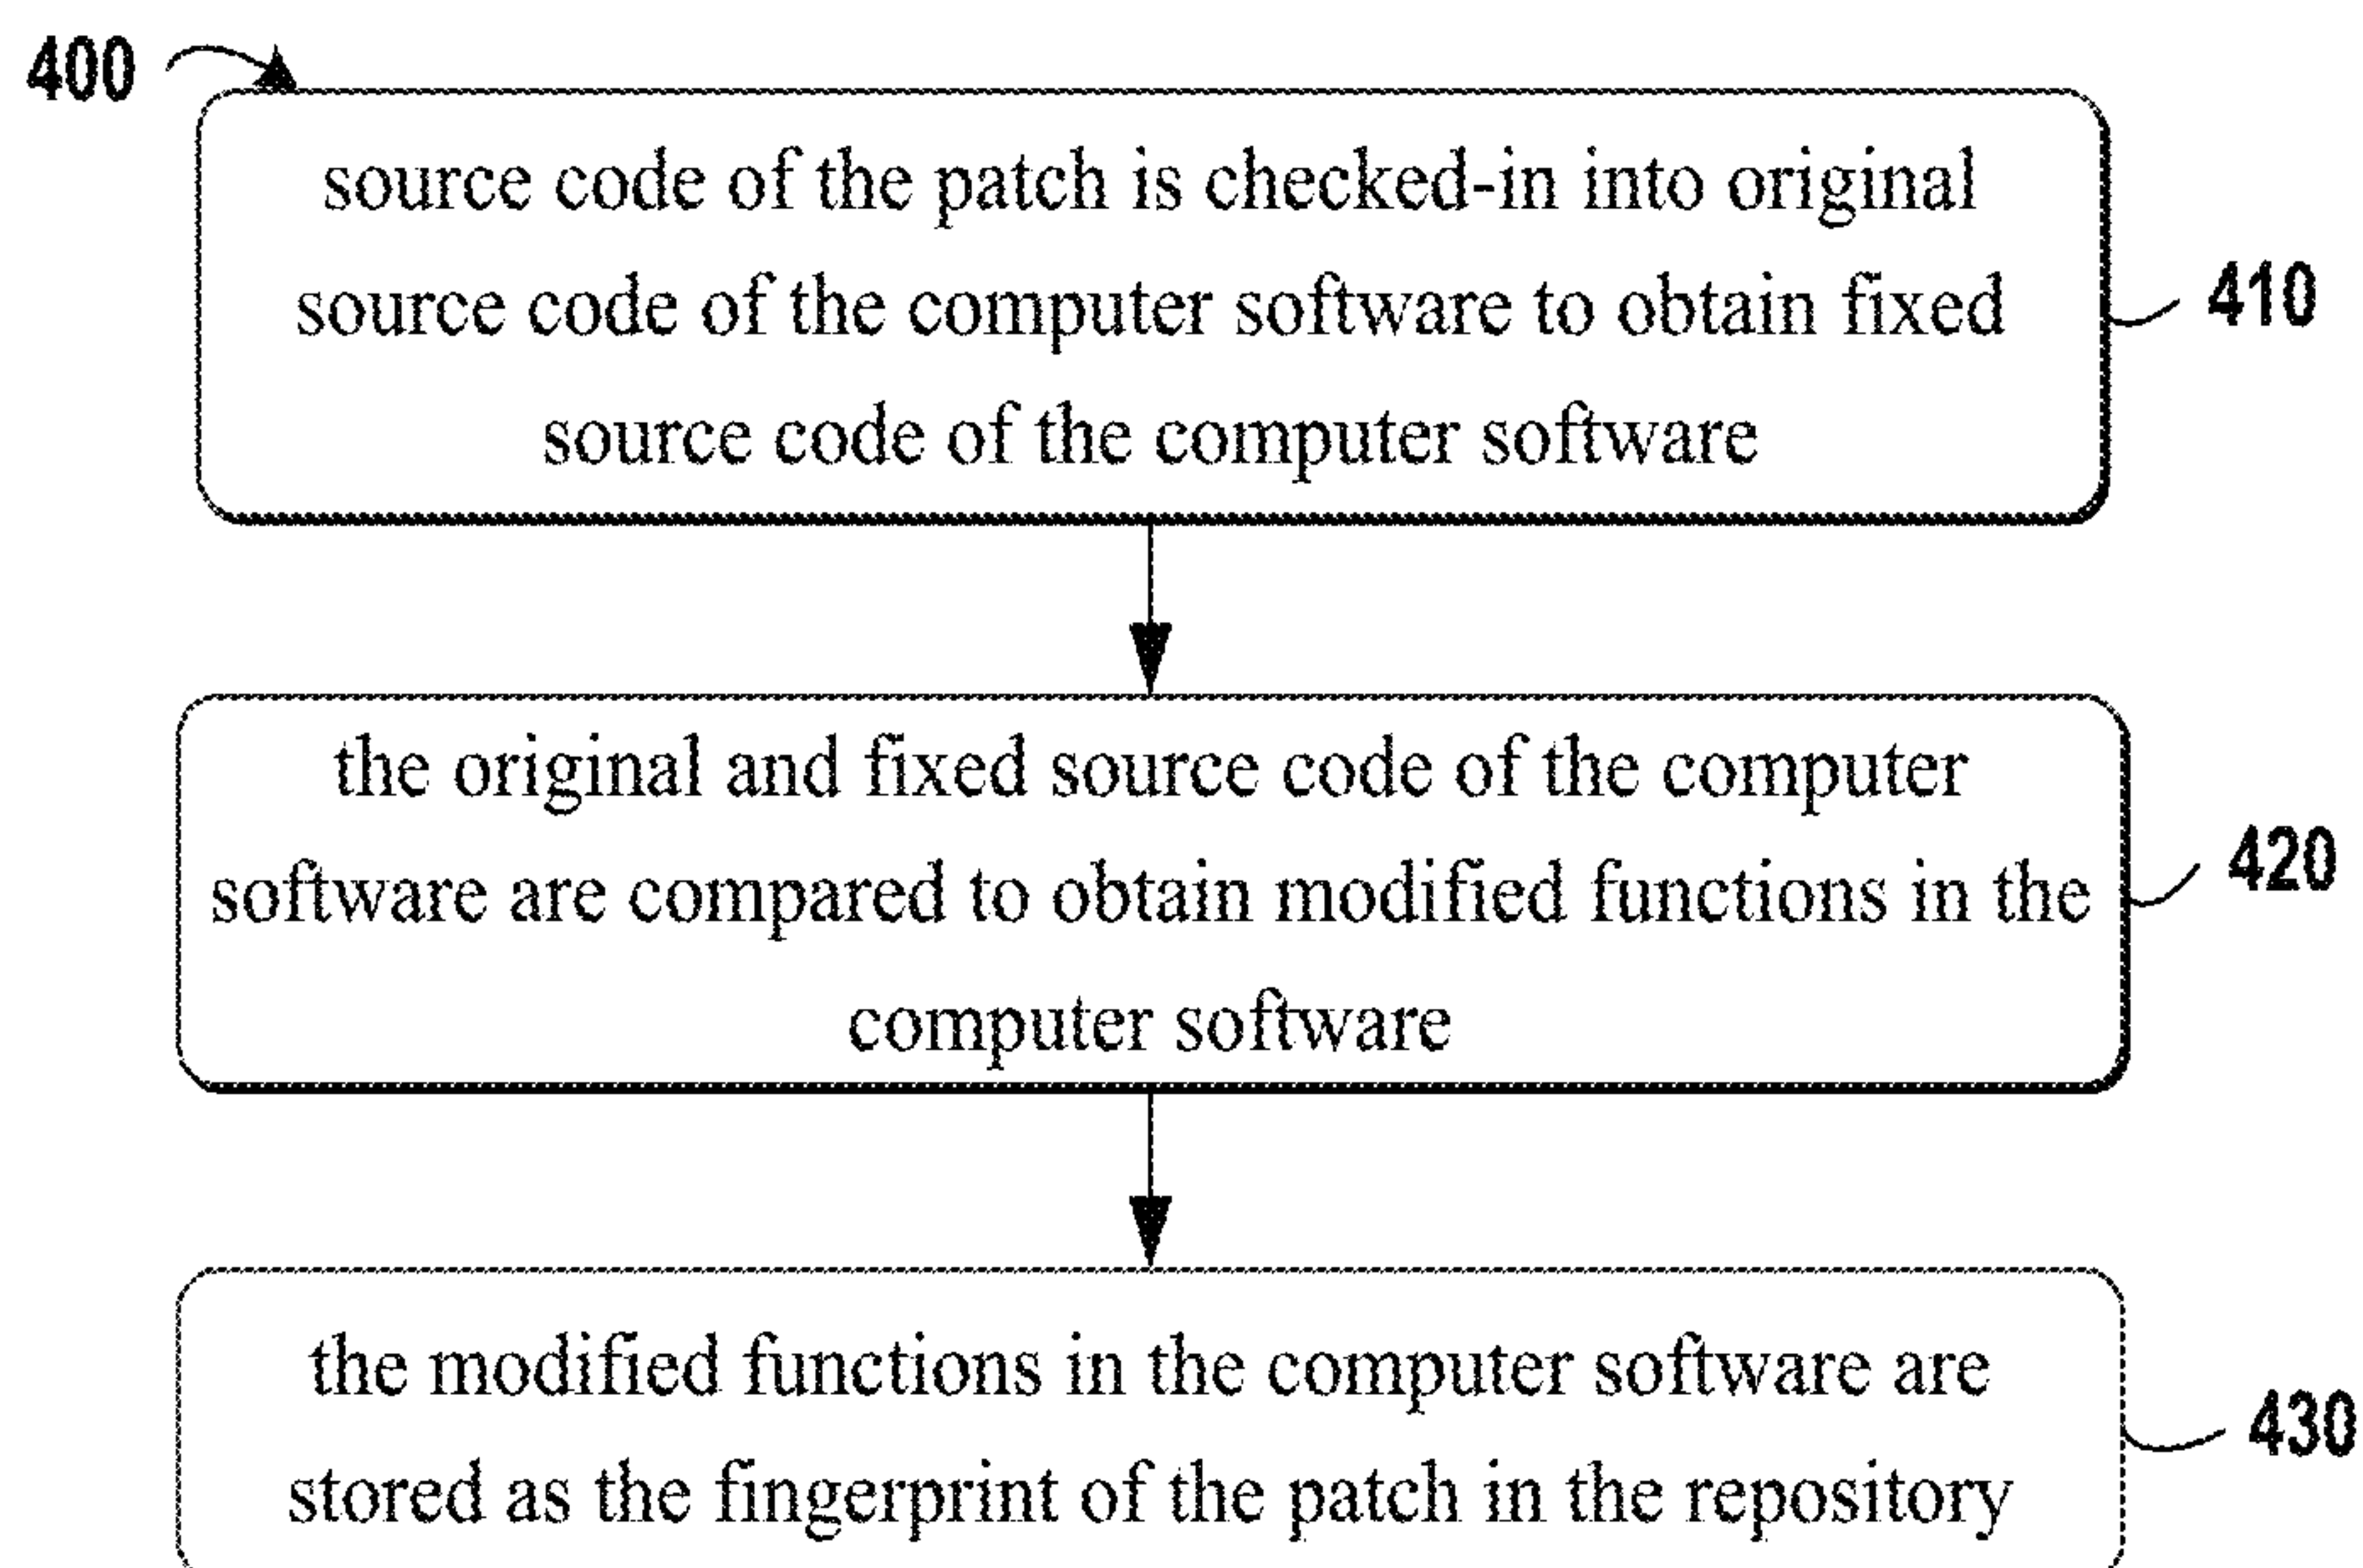 400
source code of the patch is checked-in into original
source code of the computer software to obtain fixed
source code of the computer software
410
the original and fixed source code of the computer
software are compared to obtain modified functions in the
computer software
420
the modified functions in the computer software are
stored as the fingerprint of the patch in the repository
430